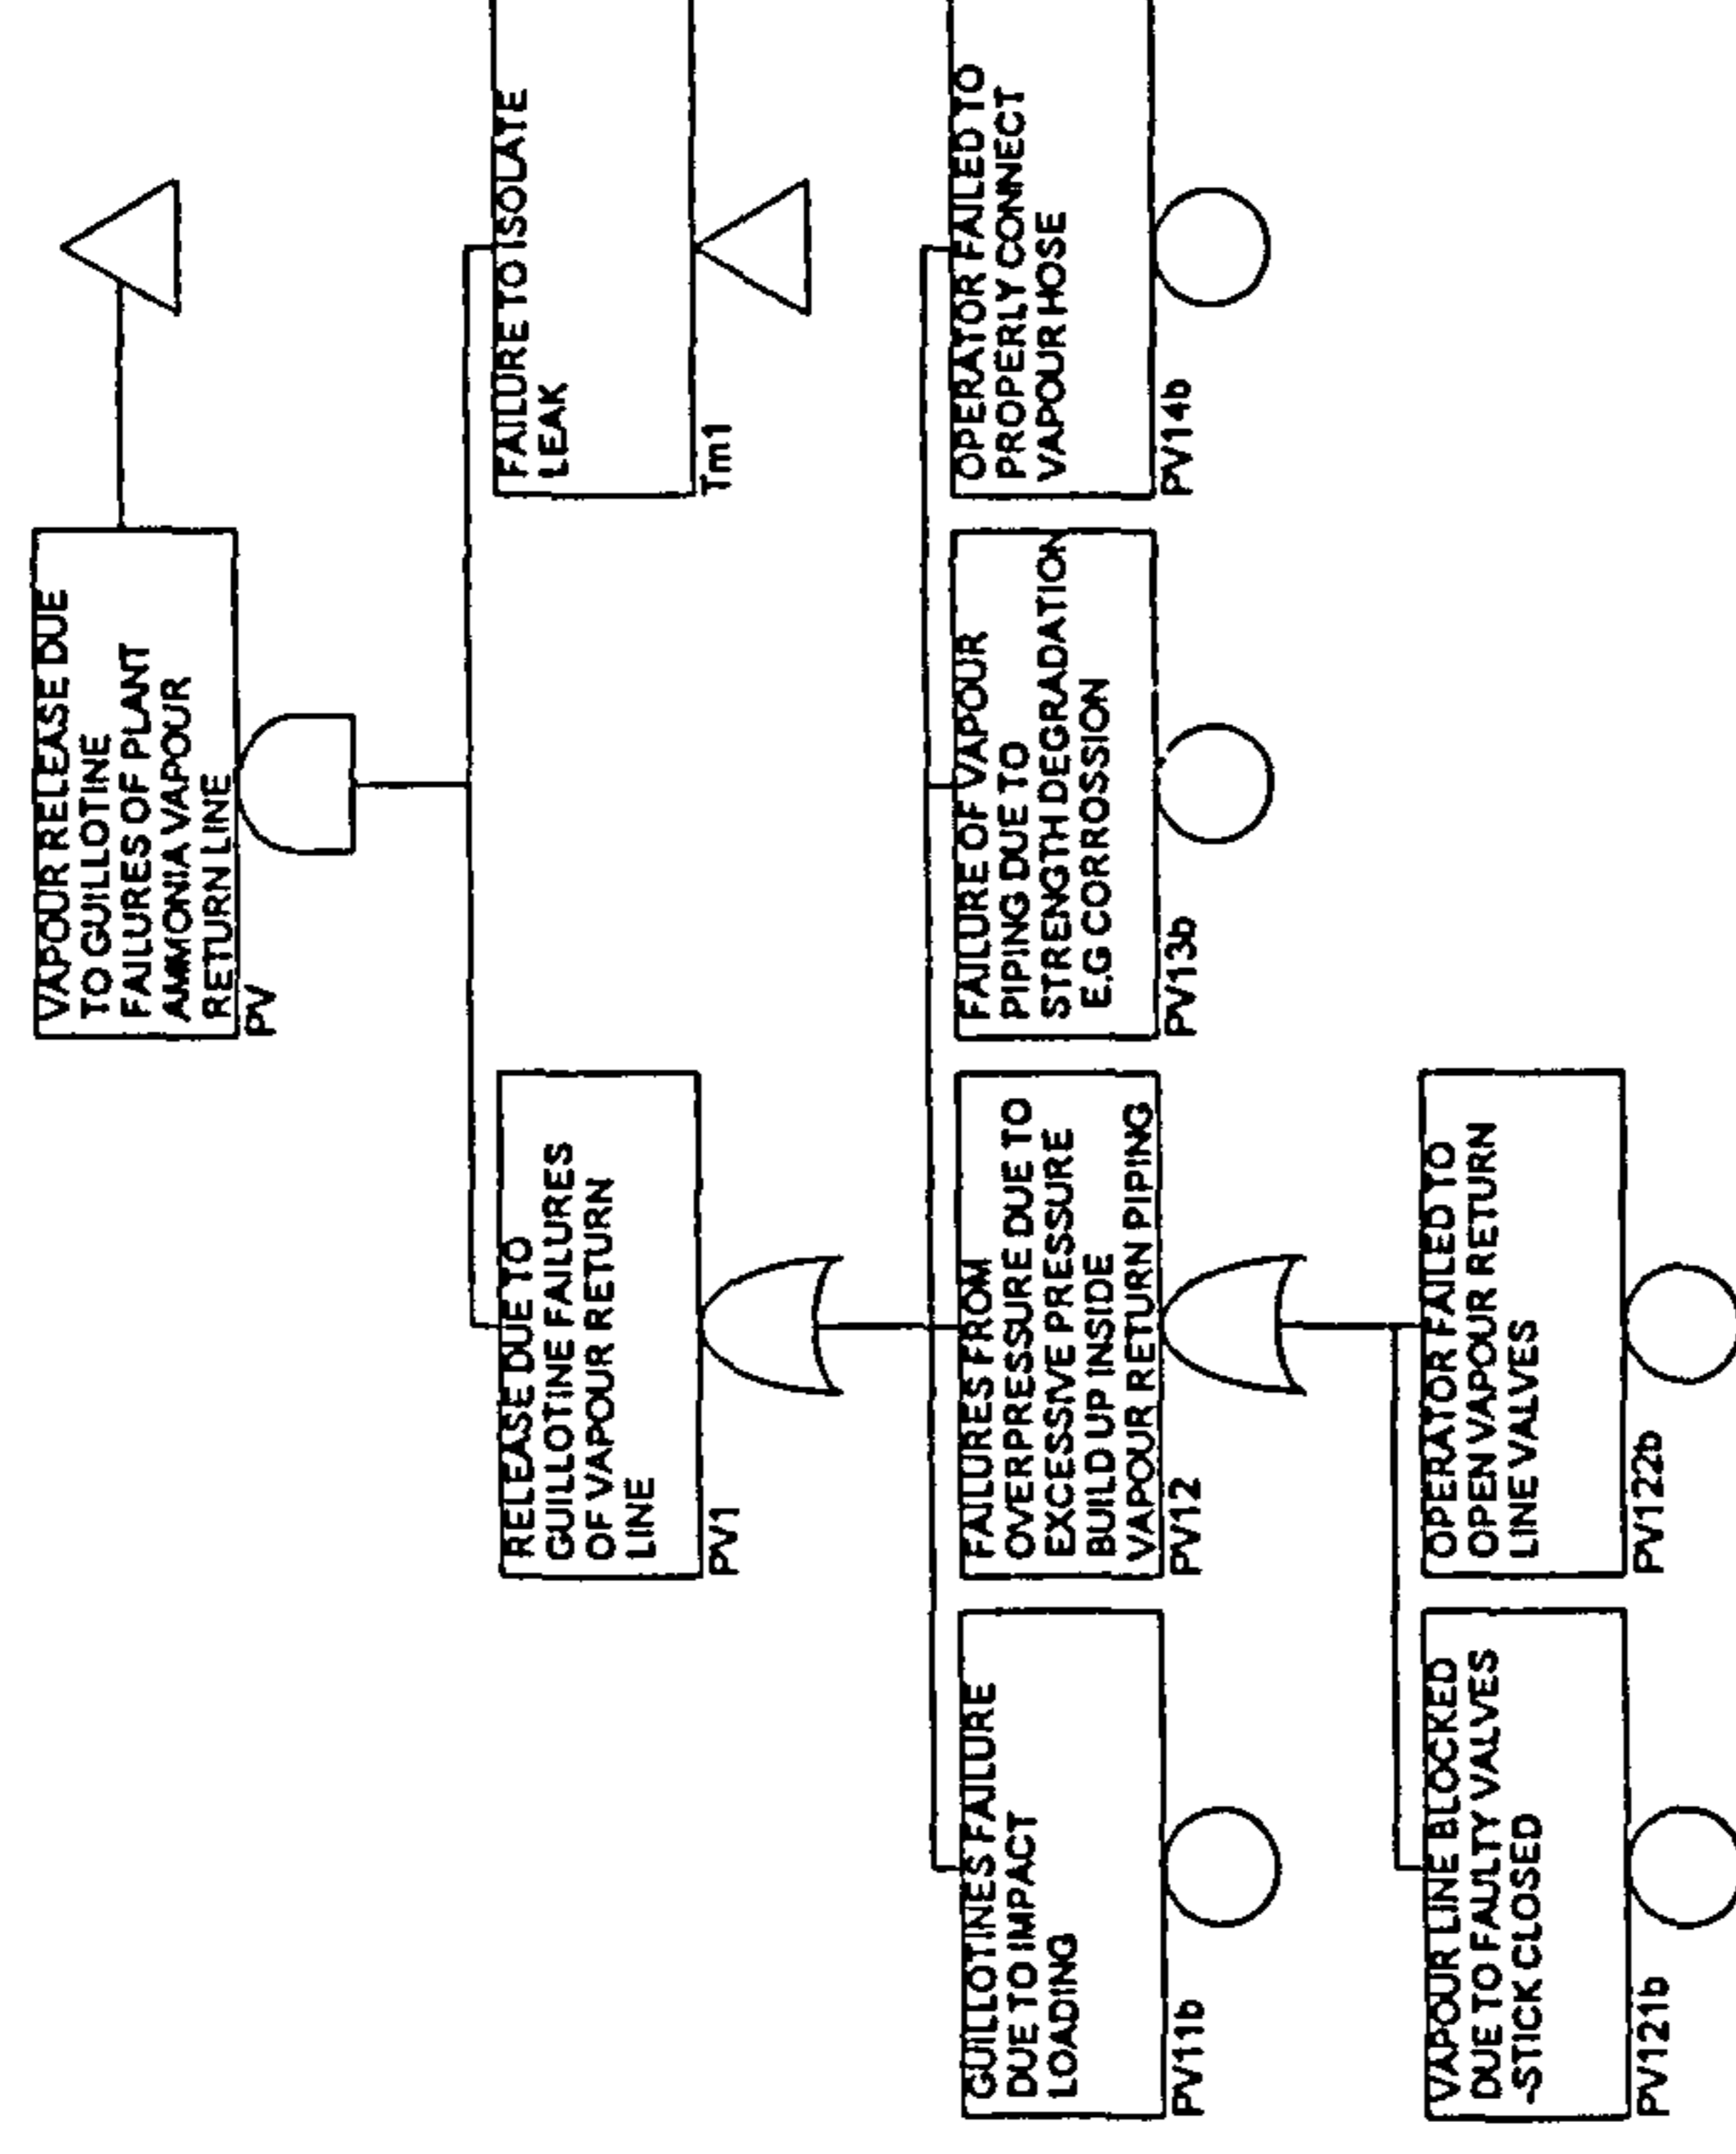 VAPOUR RELEASE DUE
TO GUILLOTINE
FAILURES OF PLANT
AMMONIA VAPOUR
RETURN LINE
PV
RELEASE DUE TO
GUILLOTINE FAILURES
OF VAPOUR RETURN
LINE
PV1
FAILURE TO ISOLATE
LEAK
Tm1
GUILLOTINES FAILURE
DUE TO IMPACT
LOADING
PV11b
FAILURES FROM
OVERPRESSURE DUE TO
EXCESSIVE PRESSURE
BUILD UP INSIDE
VAPOUR RETURN PIPING
PV12
FAILURE OF VAPOUR
PIPING DUE TO
STRENGTH DEGRADATION
E.G CORROSSION
PV13b
OPERATOR FAILED TO
PROPERLY CONNECT
VAPOUR HOSE
PV14b
VAPOUR LINE BLOCKED
DUE TO FAULTY VALVES
-STICK CLOSED
PV121b
OPERATOR FAILED TO
OPEN VAPOUR RETURN
LINE VALVES
PV122b